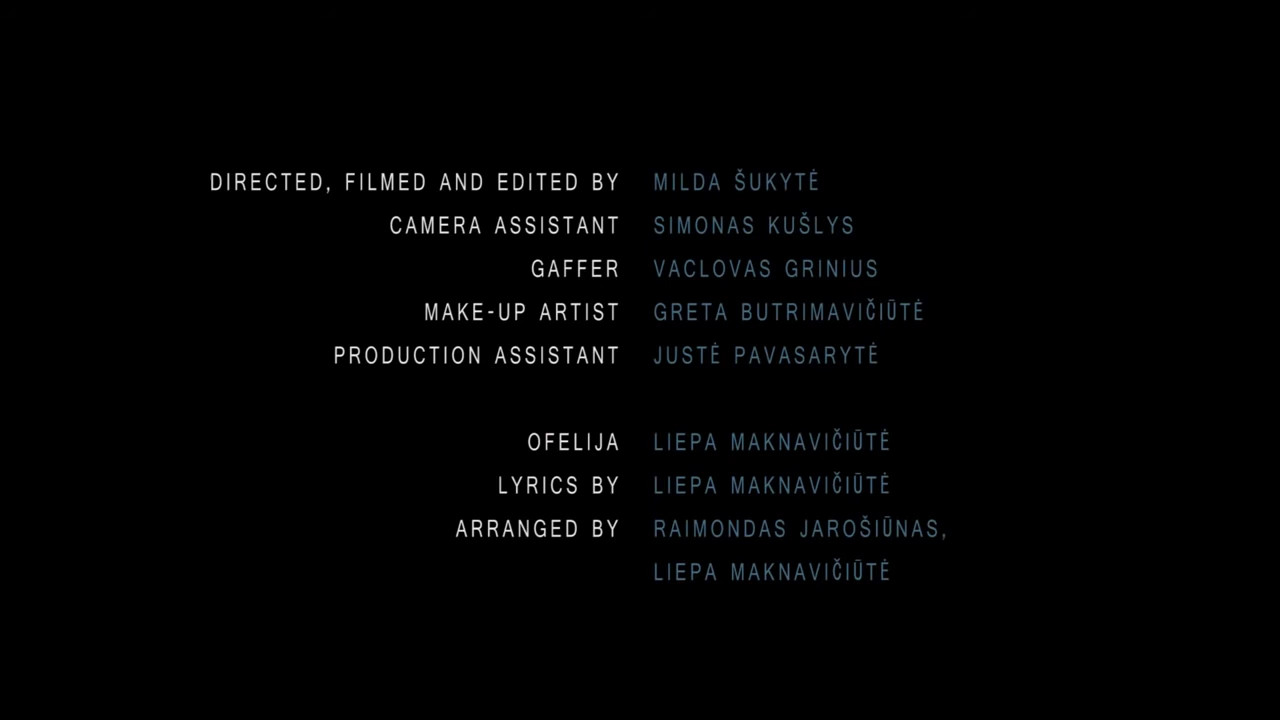 DIRECTED, FILMED AND EDITED BY MILDA ŠUKYTĖ
CAMERA ASSISTANT SIMONAS KUŠLYS
GAFFER VACLOVAS GRINIUS
MAKE-UP ARTIST GRETA BUTRIMAVIČIŪTĖ
PRODUCTION ASSISTANT JUSTĖ PAVASARYTĖ
OFELIJA LIEPA MAKNAVIČIŪTĖ
LYRICS BY LIEPA MAKNAVIČIŪTĖ
ARRANGED BY RAIMONDAS JAROŠIŪNAS,
LIEPA MAKNAVIČIŪTĖ